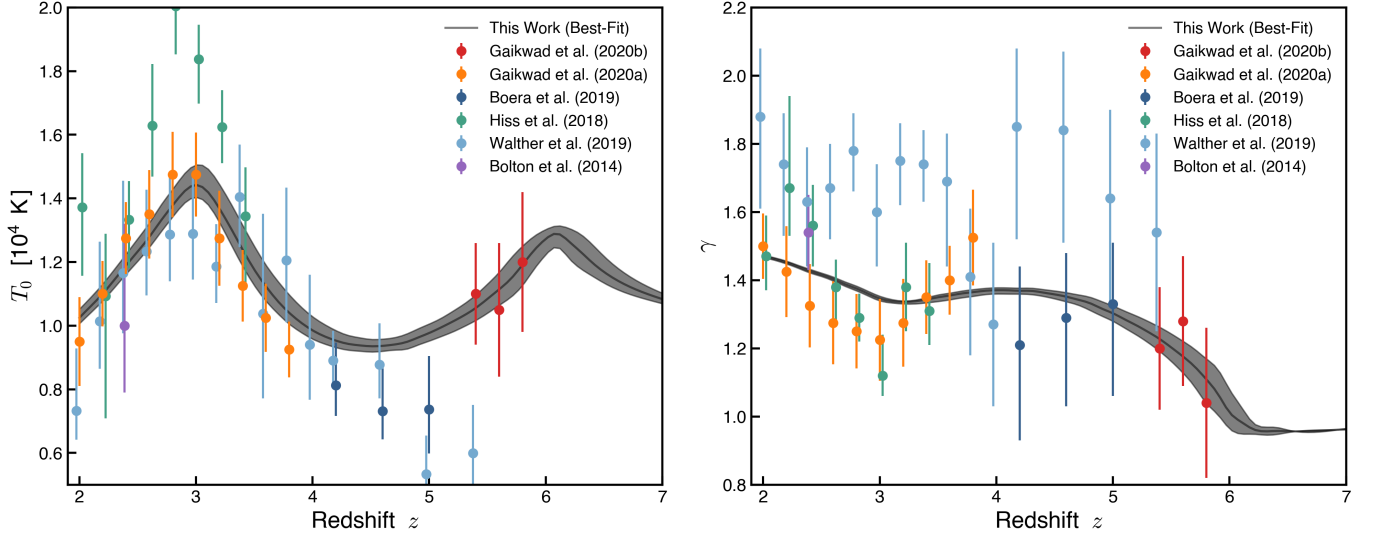 2.0
1.8
1.6
1.4
1.2
1.0
0.8
0.6
T₀ [10⁴ K]
2 3 4 5 6 7
Redshift z
This Work (Best-Fit)
Gaikwad et al. (2020b)
Gaikwad et al. (2020a)
Boera et al. (2019)
Hiss et al. (2018)
Walther et al. (2019)
Bolton et al. (2014)
2.2
2.0
1.8
1.6
1.4
1.2
1.0
0.8
γ
2 3 4 5 6 7
Redshift z
This Work (Best-Fit)
Gaikwad et al. (2020b)
Gaikwad et al. (2020a)
Boera et al. (2019)
Hiss et al. (2018)
Walther et al. (2019)
Bolton et al. (2014)